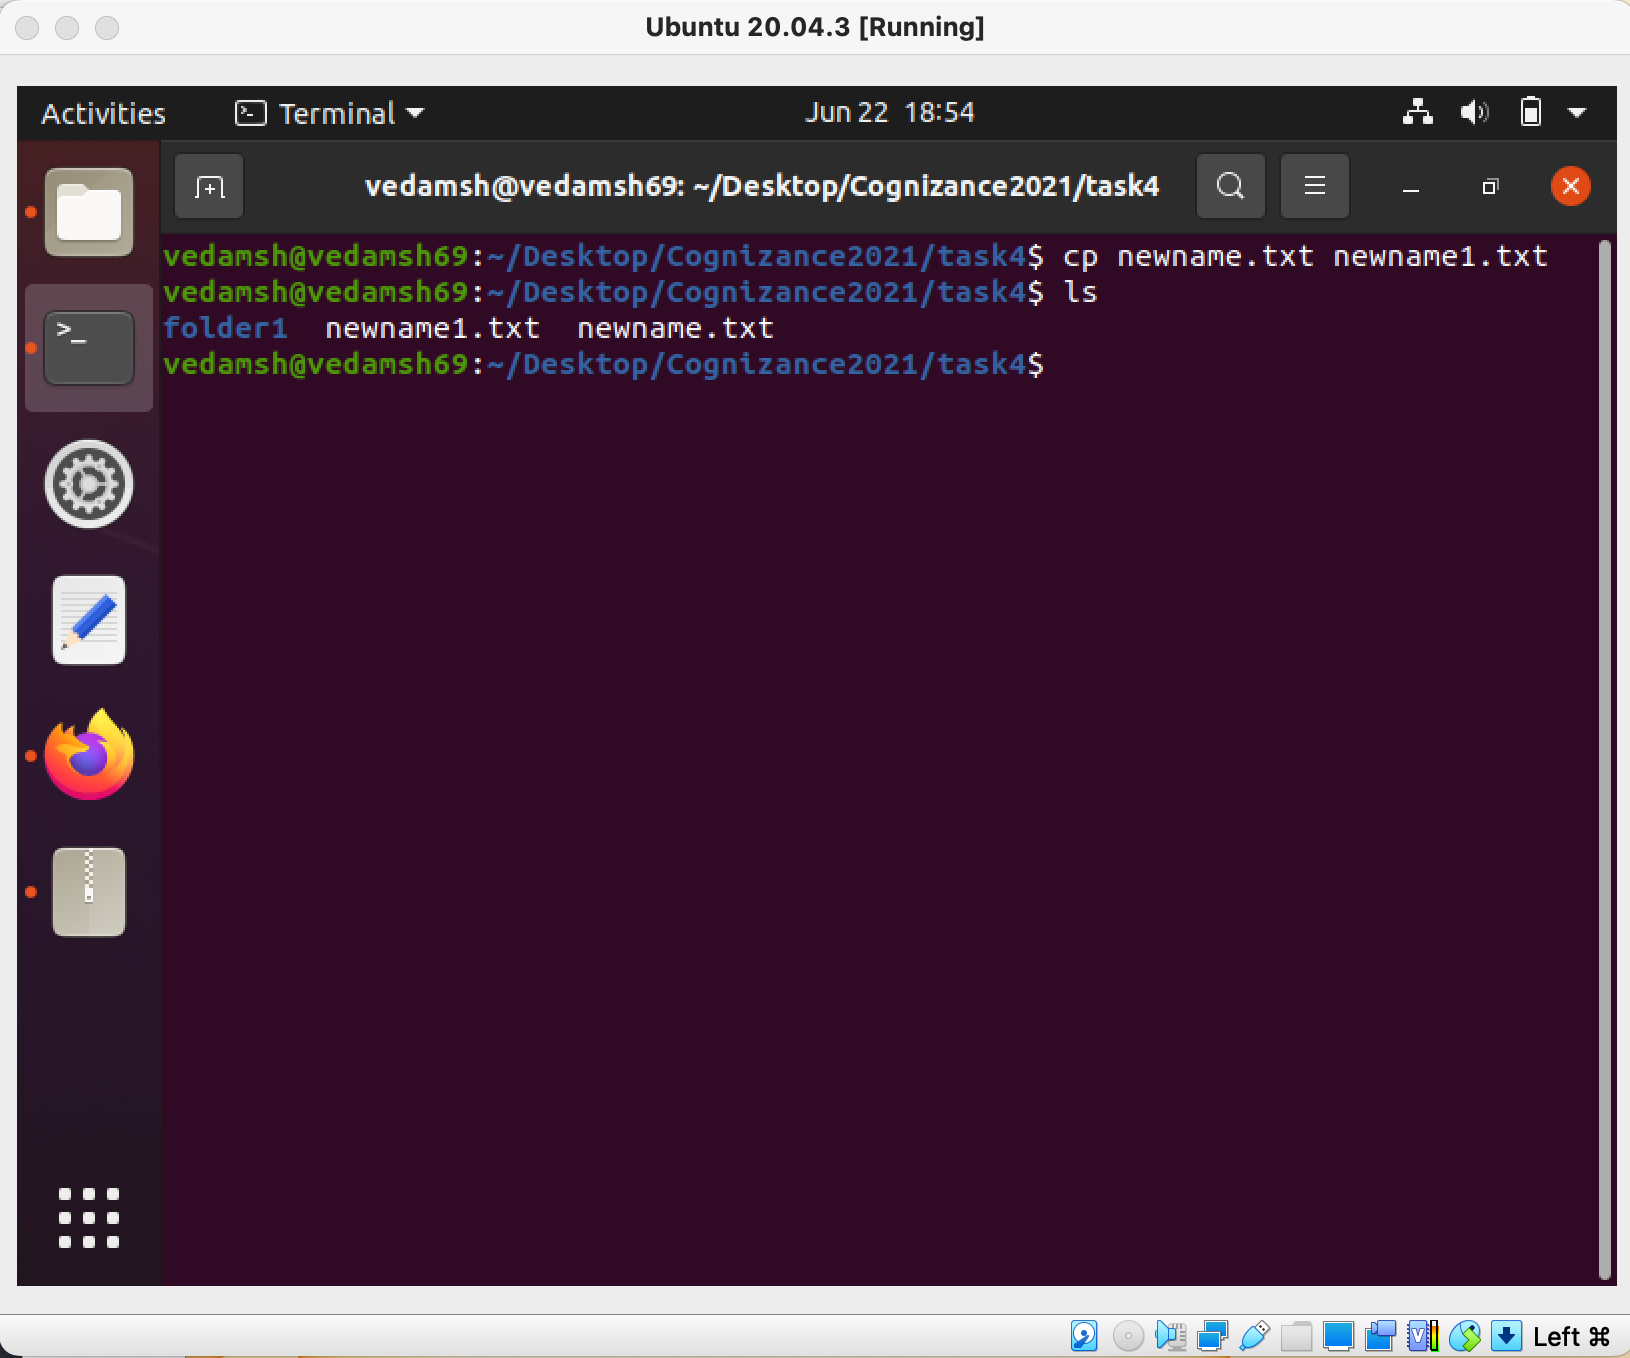 Ubuntu 20.04.3 [Running]
Activities Terminal Jun 22 18:54
vedamsh@vedamsh69: ~/Desktop/Cognizance2021/task4
vedamsh@vedamsh69:~/Desktop/Cognizance2021/task4$ cp newname.txt newname1.txt
vedamsh@vedamsh69:~/Desktop/Cognizance2021/task4$ ls
folder1 newname1.txt newname.txt
vedamsh@vedamsh69:~/Desktop/Cognizance2021/task4$
Left ⌘